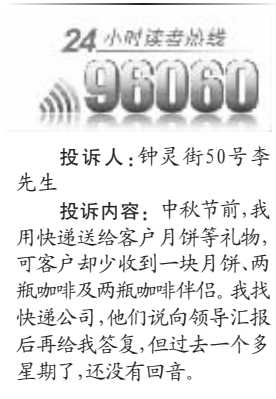 24小时读者热线
96060
投诉人:钟灵街50号李
先生
投诉内容：中秋节前,我
用快递送给客户月饼等礼物,
可客户却少收到一块月饼、两
瓶咖啡及两瓶咖啡伴侣。我找
快递公司,他们说向领导汇报
后再给我答复,但过去一个多
星期了,还没有回音。